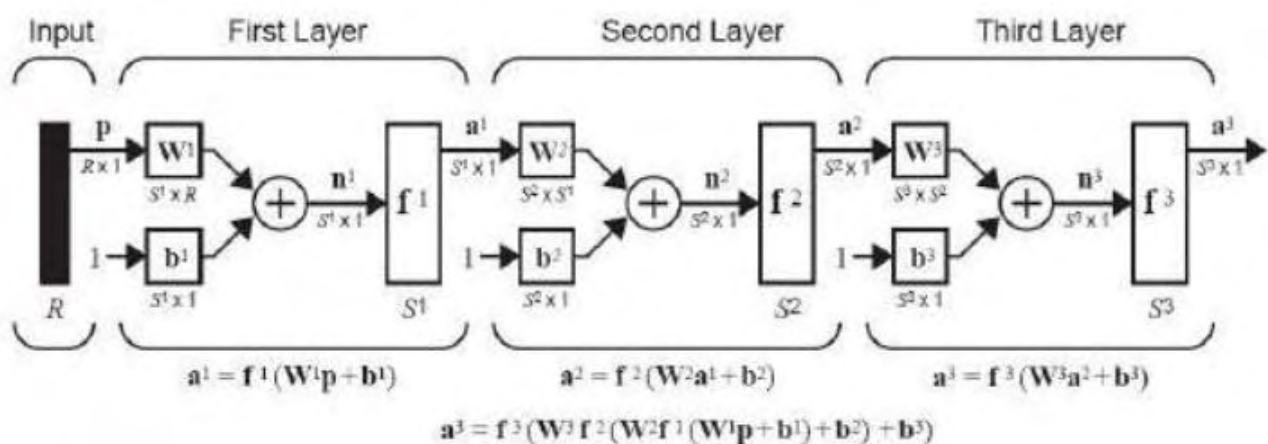 Input First Layer Second Layer Third Layer
p a¹ a² a³
W¹ W² W³
R x 1 S¹ x 1 S² x 1 S³ x 1
n¹ n² n³
S¹ x R S² x S¹ S³ x S²
f¹ f² f³
S¹ x 1 S² x 1 S³ x 1
1 b¹ 1 b² 1 b³
S¹ x 1 S² x 1 S³ x 1
R S¹ S² S³
a¹ = f¹(W¹p + b¹) a² = f²(W²a¹ + b²) a³ = f³(W³a² + b³)
a³ = f³(W³f²(W²f¹(W¹p + b¹) + b²) + b³)